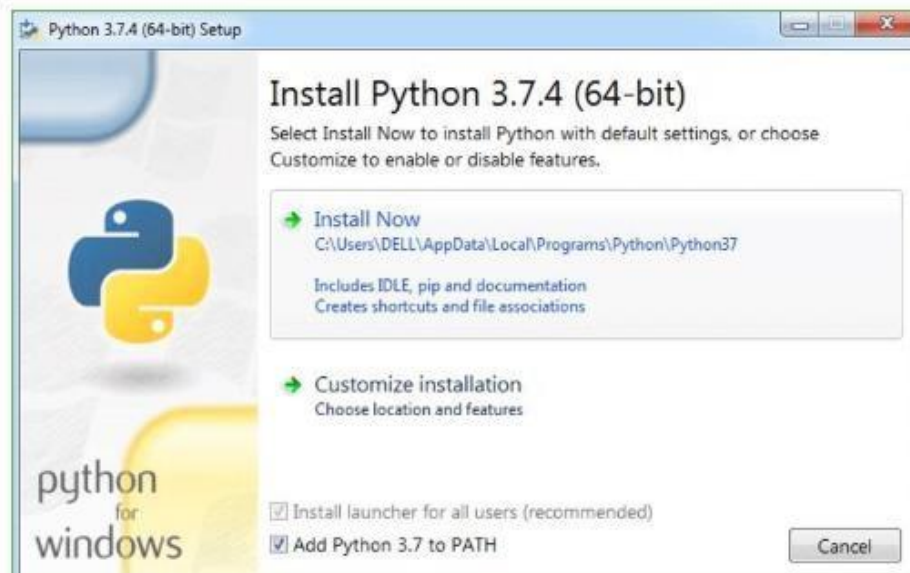 Python 3.7.4 (64-bit) Setup
Install Python 3.7.4 (64-bit)
Select Install Now to install Python with default settings, or choose
Customize to enable or disable features.
Install Now
C:\Users\DELL\AppData\Local\Programs\Python\Python37
Includes IDLE, pip and documentation
Creates shortcuts and file associations
Customize installation
Choose location and features
python
for
windows
Install launcher for all users (recommended)
Add Python 3.7 to PATH
Cancel